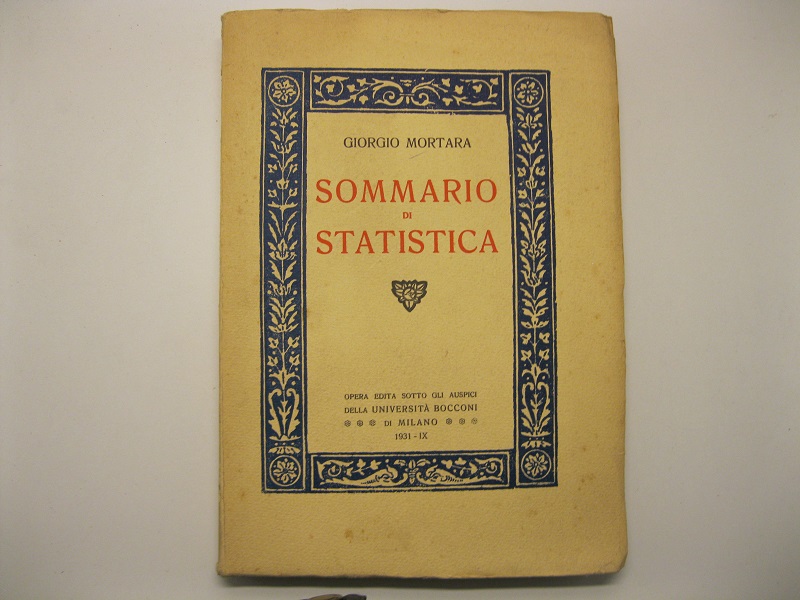 GIORGIO MORTARA
SOMMARIO
DI
STATISTICA
OPERA EDITA SOTTO GLI AUSPICI
DELLA UNIVERSITÀ BOCCONI
DI MILANO
1931-IX